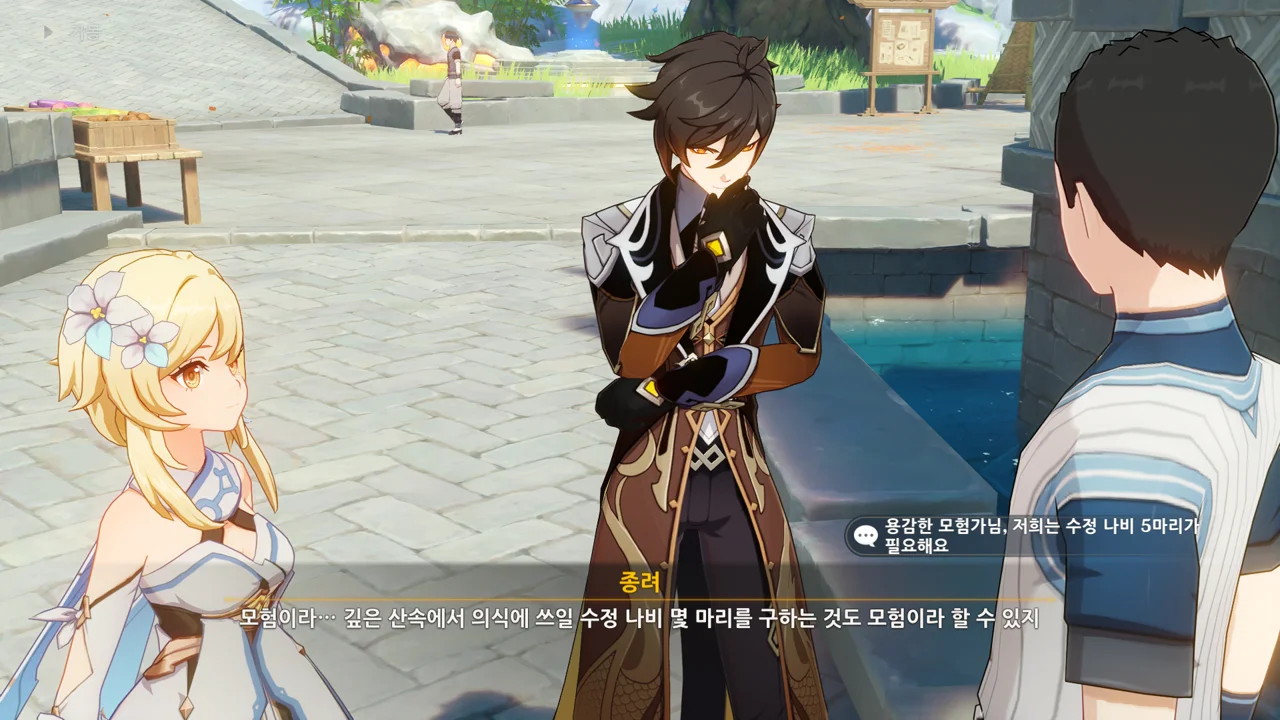 용감한 모험가님, 저희는 수정 나비 5마리가
필요해요
종려
모험이라… 깊은 산속에서 의식에 쓰일 수정 나비 몇 마리를 구하는 것도 모험이라 할 수 있지